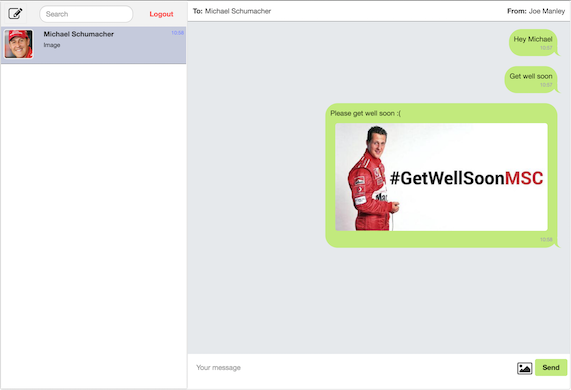 Search
Logout
Michael Schumacher
10:58
Image
To: Michael Schumacher
From: Joe Manley
Hey Michael
10:57
Get well soon
10:57
Please get well soon :(
#GetWellSoonMSC
10:58
Your message
Send